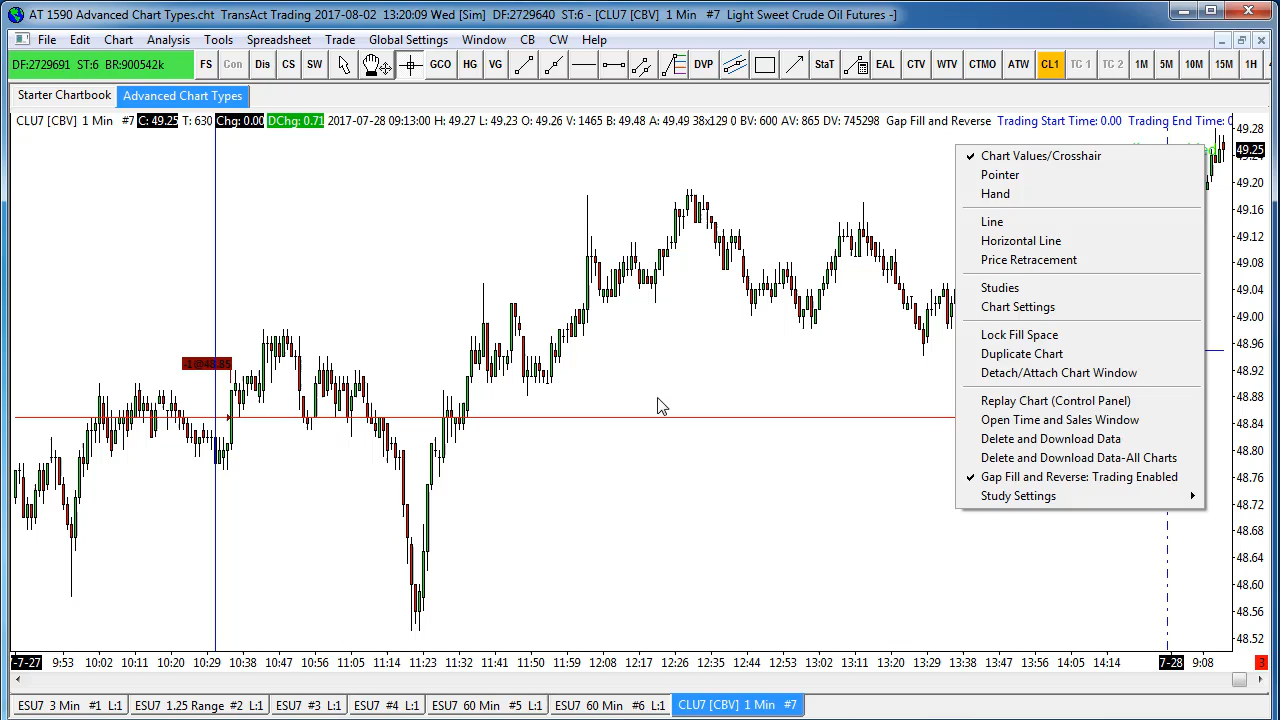 AT 1590 Advanced Chart Types.cht  TransAct Trading 2017-08-02  13:20:09 Wed [Sim]  DF:2729640  ST:6 - [CLU7 [CBV]  1 Min  #7  Light Sweet Crude Oil Futures -]
File Edit Chart Analysis Tools Spreadsheet Trade Global Settings Window CB CW Help
DF:2729691 ST:6 BR:900542k FS Con Dis CS SW GCO HG VG DVP StaT EAL CTV WTV CTMO ATW CL1 TC 1 TC 2 1M 5M 10M 15M 1H
Starter Chartbook Advanced Chart Types
CLU7 [CBV] 1 Min #7 C: 49.25 T: 630 Chg: 0.00 DChg: 0.71 2017-07-28 09:13:00 H: 49.27 L: 49.23 O: 49.26 V: 1465 B: 49.48 A: 49.49 38x129 0 BV: 600 AV: 865 DV: 745298 Gap Fill and Reverse Trading Start Time: 0.00 Trading End Time: 0
49.28
49.25
49.24
49.20
49.16
49.12
49.08
49.04
49.00
48.96
48.92
48.88
48.84
48.80
48.76
48.72
48.68
48.64
48.60
48.56
48.52
Chart Values/Crosshair
Pointer
Hand
Line
Horizontal Line
Price Retracement
Studies
Chart Settings
Lock Fill Space
Duplicate Chart
Detach/Attach Chart Window
Replay Chart (Control Panel)
Open Time and Sales Window
Delete and Download Data
Delete and Download Data-All Charts
Gap Fill and Reverse: Trading Enabled
Study Settings
-1@48.85
-7-27 9:53 10:02 10:11 10:20 10:29 10:38 10:47 10:56 11:05 11:14 11:23 11:32 11:41 11:50 11:59 12:08 12:17 12:26 12:35 12:44 12:53 13:02 13:11 13:20 13:29 13:38 13:47 13:56 14:05 14:14 7-28 9:08 3
ESU7 3 Min #1 L:1 ESU7 1.25 Range #2 L:1 ESU7 #3 L:1 ESU7 #4 L:1 ESU7 60 Min #5 L:1 ESU7 60 Min #6 L:1 CLU7 [CBV] 1 Min #7